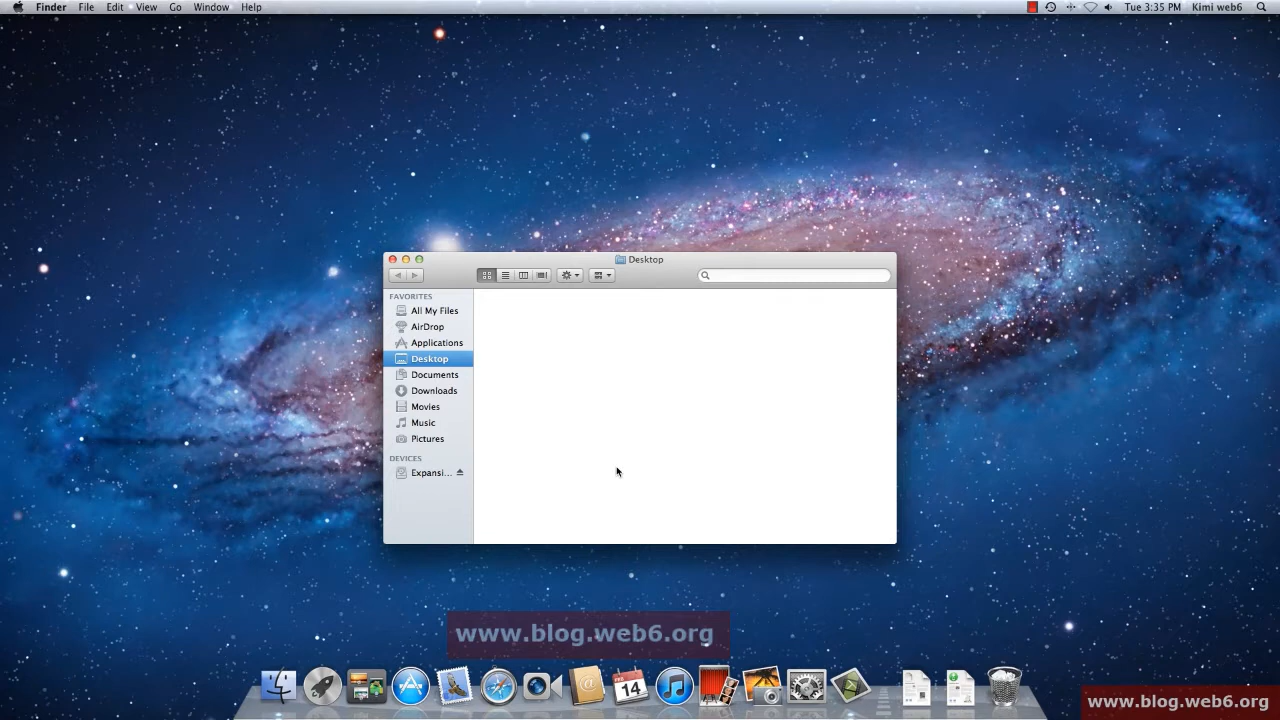 Finder File Edit View Go Window Help Tue 3:35 PM Kimi web6
Desktop
FAVORITES
All My Files
AirDrop
Applications
Desktop
Documents
Downloads
Movies
Music
Pictures
DEVICES
Expansi...
www.blog.web6.org
14
www.blog.web6.org